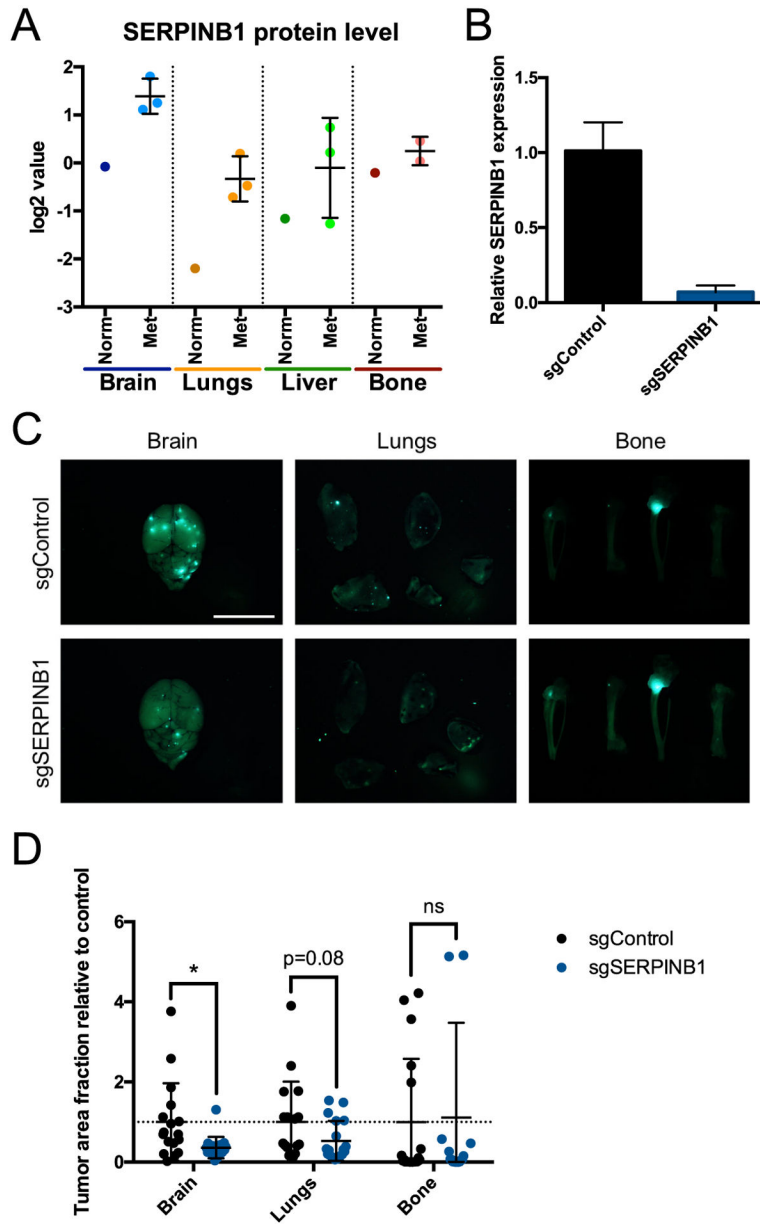 A
SERPINB1 protein level
log2 value
2
1
0
-1
-2
-3
Norm
Met
Norm
Met
Norm
Met
Norm
Met
Brain
Lungs
Liver
Bone
B
Relative SERPINB1 expression
1.5
1.0
0.5
0.0
sgControl
sgSERPINB1
C
Brain
Lungs
Bone
sgControl
sgSERPINB1
D
Tumor area fraction relative to control
6
4
2
0
*
p=0.08
ns
sgControl
sgSERPINB1
Brain
Lungs
Bone